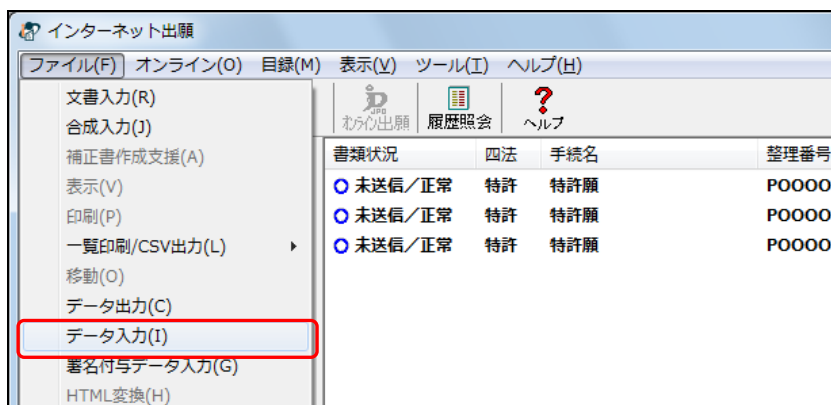 インターネット出願
ファイル(F) オンライン(O) 目録(M) 表示(V) ツール(T) ヘルプ(H)
文書入力(R)
合成入力(J)
補正書作成支援(A)
表示(V)
印刷(P)
一覧印刷/CSV出力(L)
移動(O)
データ出力(C)
データ入力(I)
署名付与データ入力(G)
HTML変換(H)
JPO
オンライン出願 履歴照会 ヘルプ
書類状況 四法 手続名 整理番号
未送信/正常 特許 特許願 POOOO
未送信/正常 特許 特許願 POOOO
未送信/正常 特許 特許願 POOOO